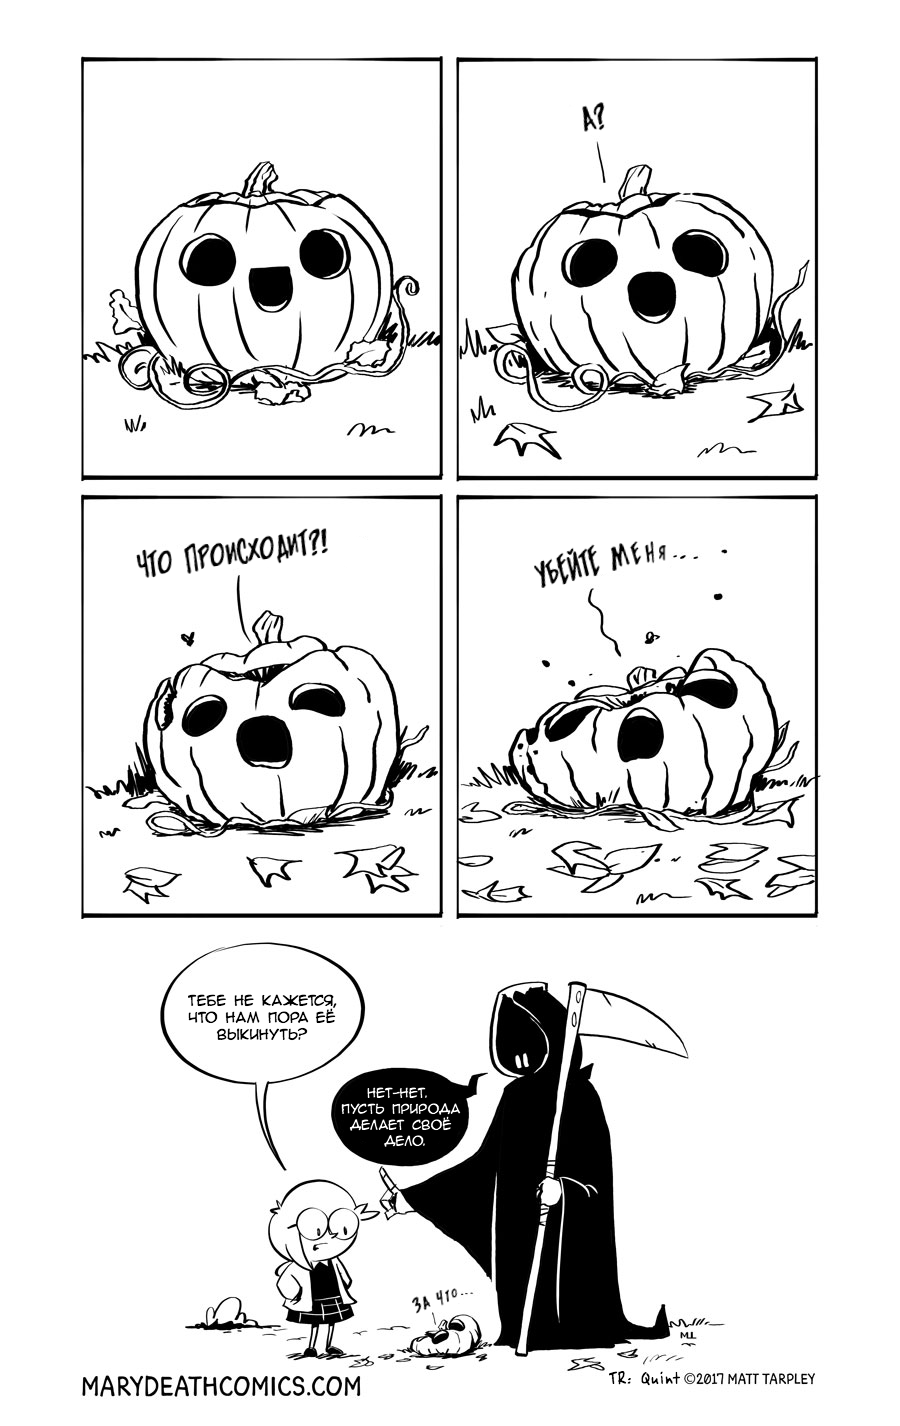 А?
ЧТО ПРОИСХОДИТ?!
УБЕЙТЕ МЕНЯ...
ТЕБЕ НЕ КАЖЕТСЯ,
ЧТО НАМ ПОРА ЕЁ
ВЫКИНУТЬ?
НЕТ-НЕТ.
ПУСТЬ ПРИРОДА
ДЕЛАЕТ СВОЁ
ДЕЛО.
ЗА ЧТО...
MARYDEATHCOMICS.COM
TR: Quint ©2017 MATT TARPLEY